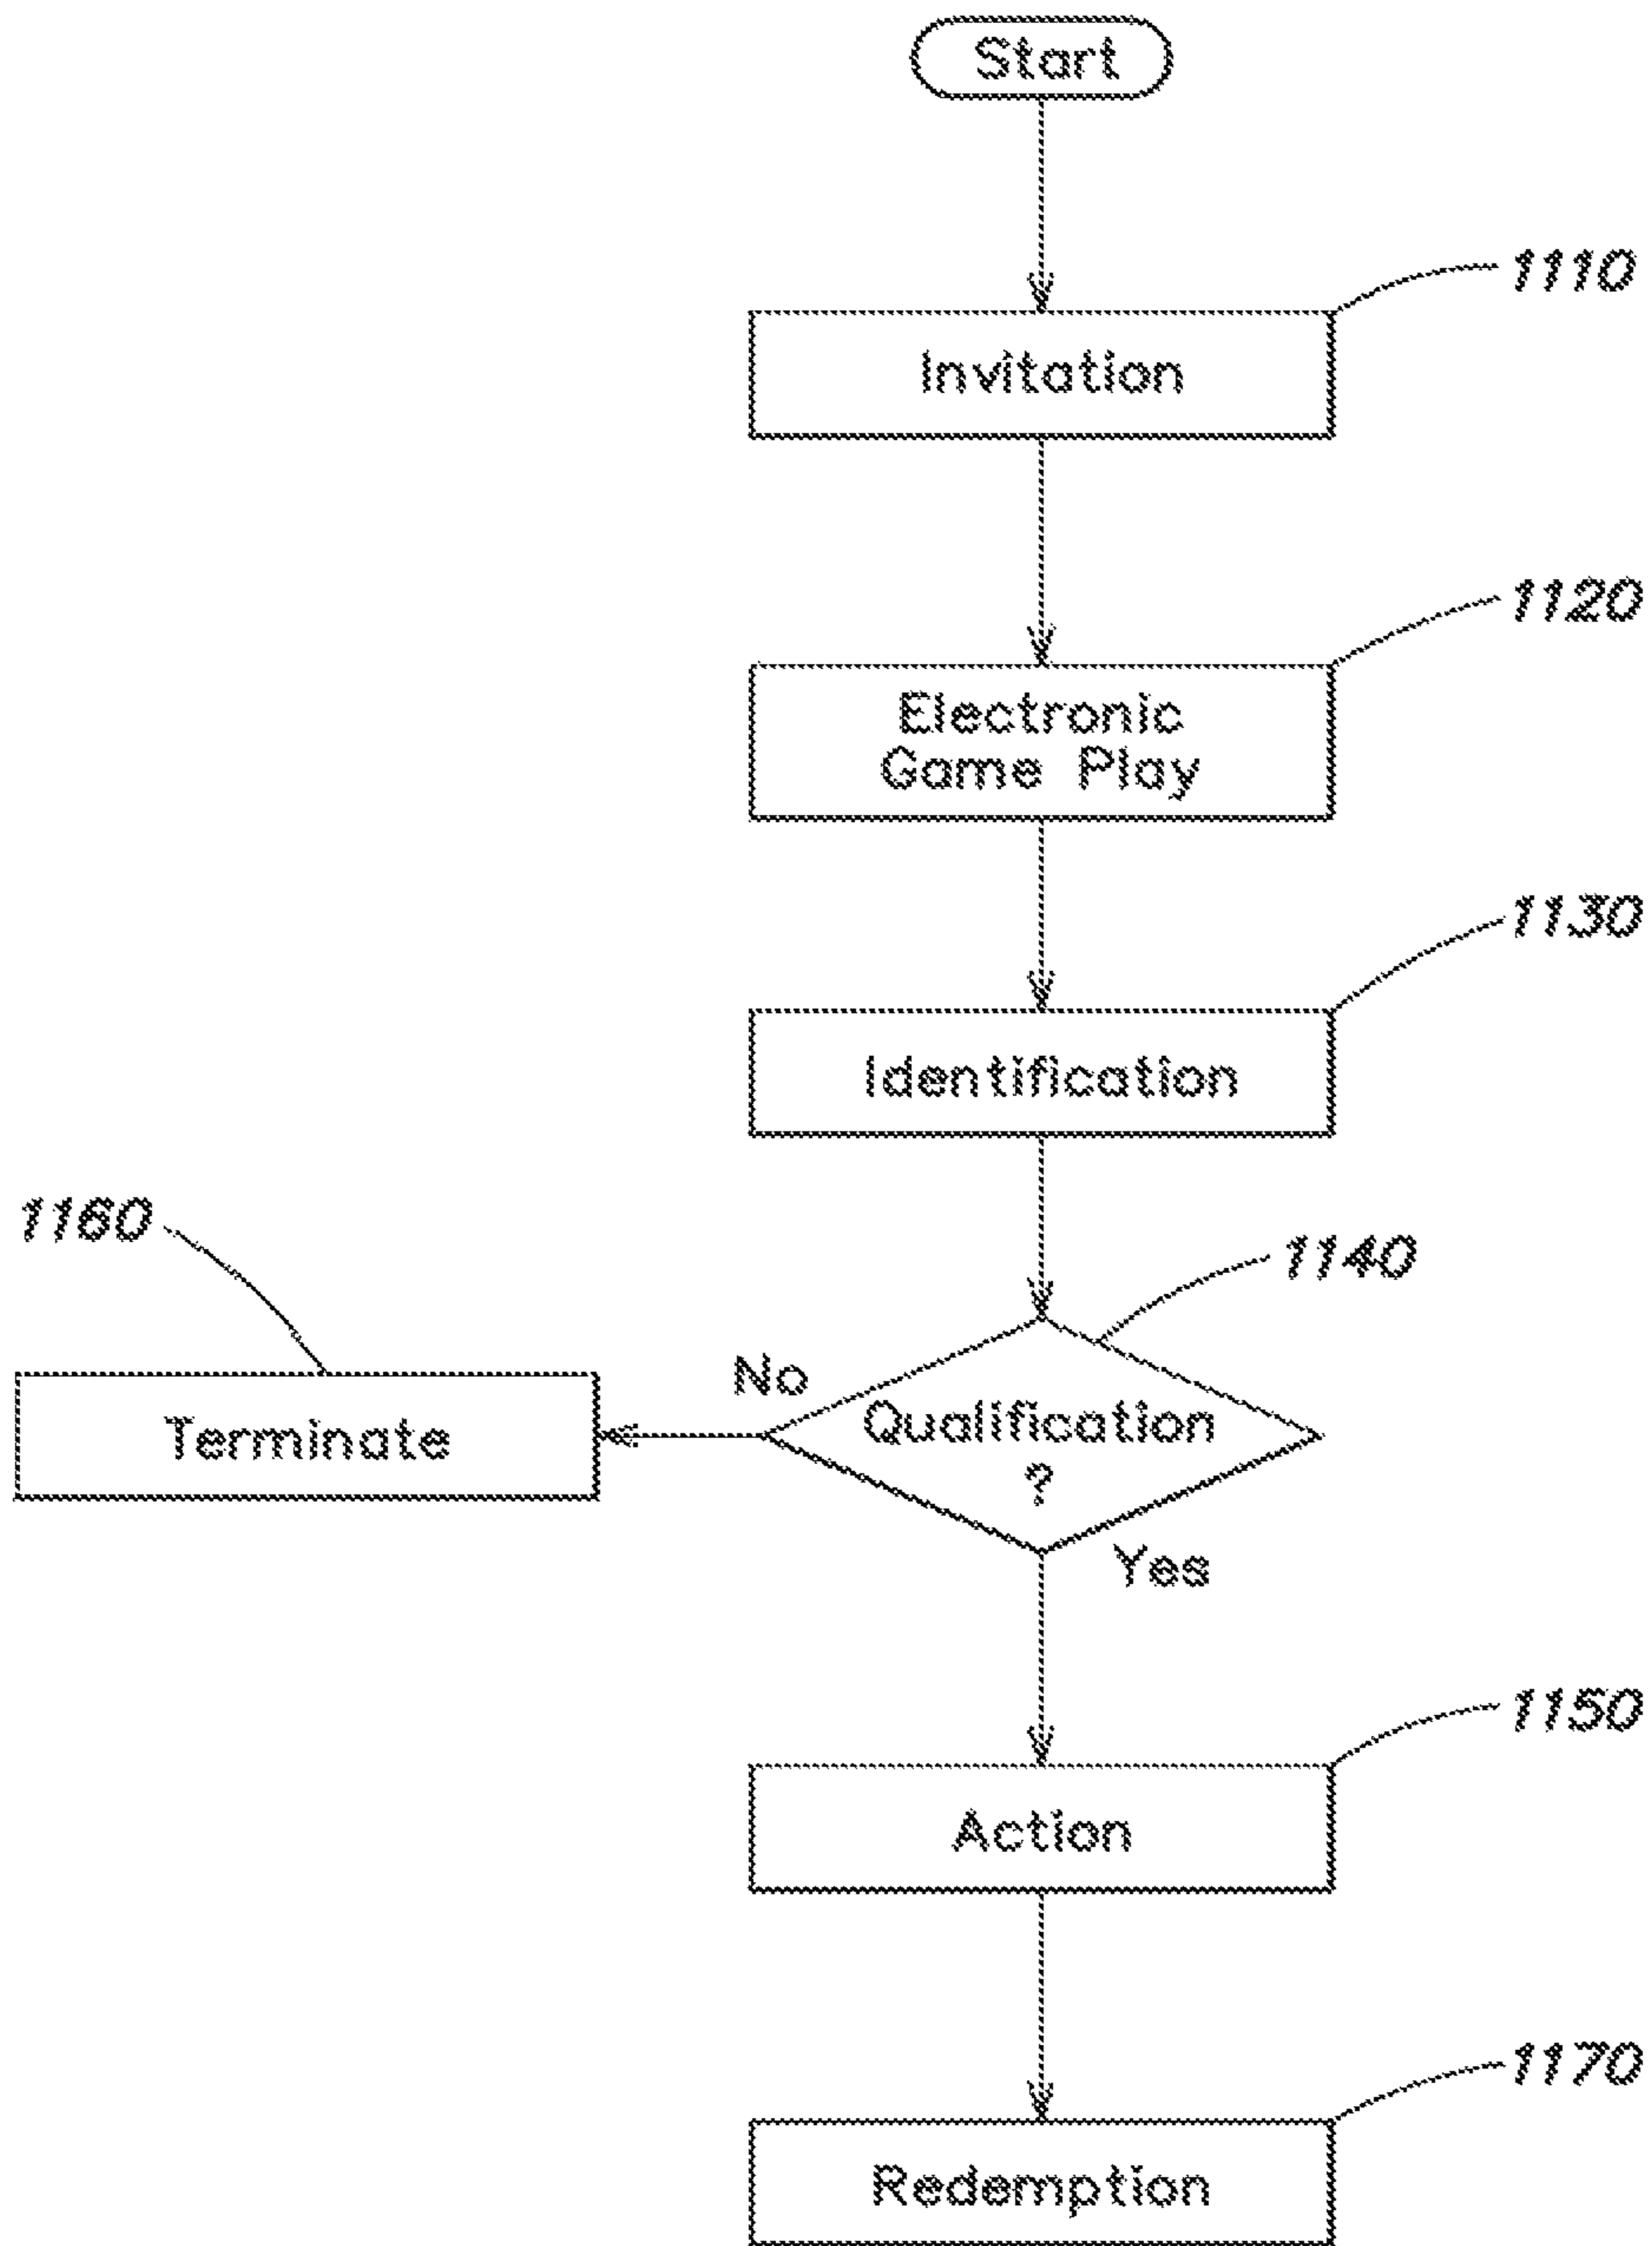 Start
1110
Invitation
1120
Electronic
Game Play
1130
Identification
1160
1140
No
Terminate
Qualification
?
Yes
1150
Action
1170
Redemption